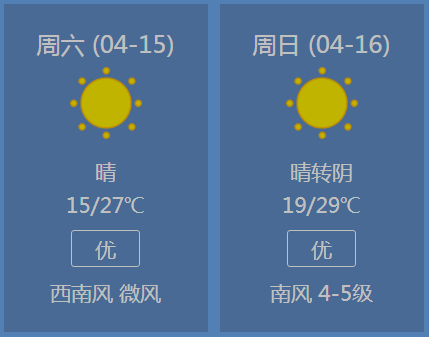 周六 (04-15)
晴
15/27℃
优
西南风 微风
周日 (04-16)
晴转阴
19/29℃
优
南风 4-5级